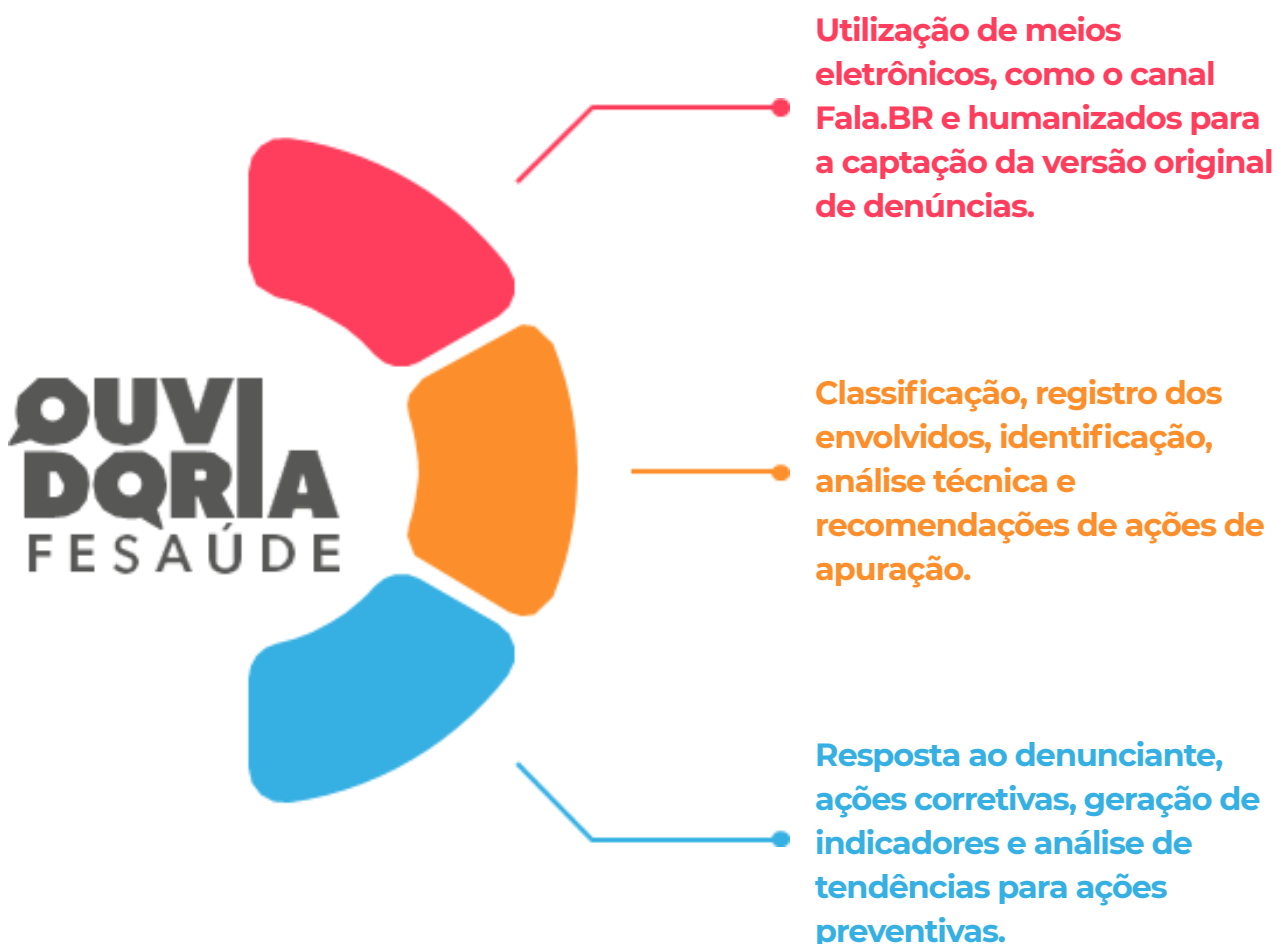 Utilização de meios
eletrônicos, como o canal
Fala.BR e humanizados para
a captação da versão original
de denúncias.
OUVI
DORIA
FESAÚDE
Classificação, registro dos
envolvidos, identificação,
análise técnica e
recomendações de ações de
apuração.
Resposta ao denunciante,
ações corretivas, geração de
indicadores e análise de
tendências para ações
preventivas.